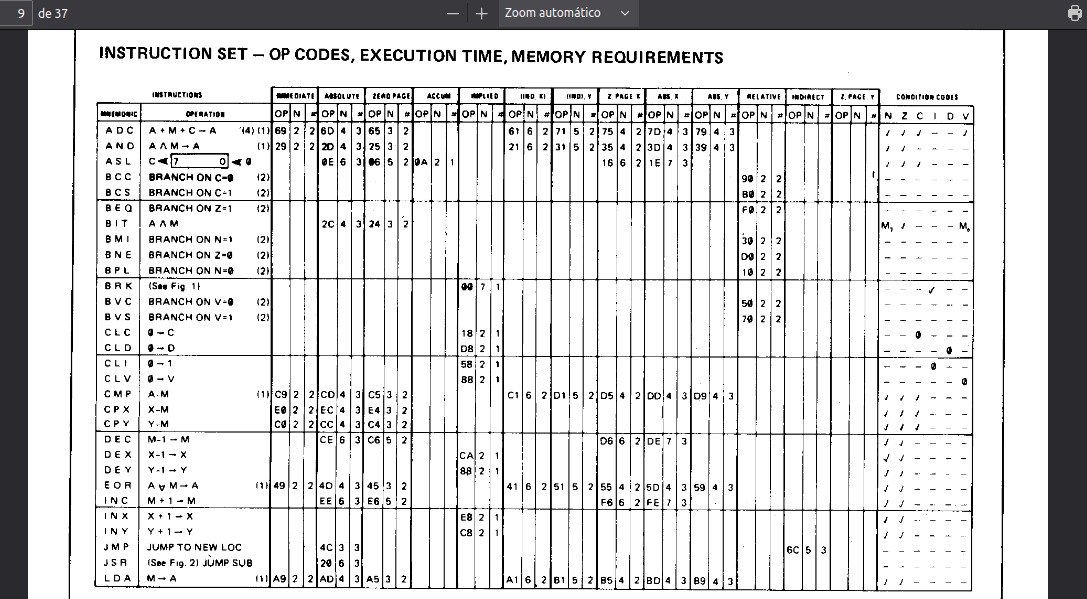 9 de 37 — + Zoom automático
INSTRUCTION SET – OP CODES, EXECUTION TIME, MEMORY REQUIREMENTS
INSTRUCTIONS IMMEDIATE ABSOLUTE ZERO PAGE ACCUM IMPLIED (IND. X) (IND). Y Z. PAGE X ABS. X ABS. Y RELATIVE INDIRECT Z. PAGE Y CONDITION CODES
MNEMONIC OPERATION OP N # OP N # OP N # OP N # OP N # OP N # OP N # OP N # OP N # OP N # OP N # OP N # OP N # N Z C I D V
ADC A+M+C→A (4) (1) 69 2 2 6D 4 3 65 3 2 61 6 2 71 5 2 75 4 2 7D 4 3 79 4 3 ✓ ✓ ✓ – – ✓
AND A∧M→A (1) 29 2 2 2D 4 3 25 3 2 21 6 2 31 5 2 35 4 2 3D 4 3 39 4 3 ✓ ✓ – – – –
ASL C◄7 0◄0 0E 6 3 06 5 2 0A 2 1 16 6 2 1E 7 3 ✓ ✓ ✓ – – –
BCC BRANCH ON C=0 (2) 90 2 2 – – – – – –
BCS BRANCH ON C=1 (2) B0 2 2 – – – – – –
BEQ BRANCH ON Z=1 (2) F0 2 2 – – – – – –
BIT A∧M 2C 4 3 24 3 2 M₇ ✓ – – – M₆
BMI BRANCH ON N=1 (2) 30 2 2 – – – – – –
BNE BRANCH ON Z=0 (2) D0 2 2 – – – – – –
BPL BRANCH ON N=0 (2) 10 2 2 – – – – – –
BRK (See Fig 1) 00 7 1 – – – ✓ – –
BVC BRANCH ON V=0 (2) 50 2 2 – – – – – –
BVS BRANCH ON V=1 (2) 70 2 2 – – – – – –
CLC 0→C 18 2 1 – – 0 – – –
CLD 0→D D8 2 1 – – – – 0 –
CLI 0→1 58 2 1 – – – 0 – –
CLV 0→V B8 2 1 – – – – – 0
CMP A-M (1) C9 2 2 CD 4 3 C5 3 2 C1 6 2 D1 5 2 D5 4 2 DD 4 3 D9 4 3 ✓ ✓ ✓ – – –
CPX X-M E0 2 2 EC 4 3 E4 3 2 ✓ ✓ ✓ – – –
CPY Y-M C0 2 2 CC 4 3 C4 3 2 ✓ ✓ ✓ – – –
DEC M-1→M CE 6 3 C6 5 2 D6 6 2 DE 7 3 ✓ ✓ – – – –
DEX X-1→X CA 2 1 ✓ ✓ – – – –
DEY Y-1→Y 88 2 1 ✓ ✓ – – – –
EOR A∀M→A (1) 49 2 2 4D 4 3 45 3 2 41 6 2 51 5 2 55 4 2 5D 4 3 59 4 3 ✓ ✓ – – – –
INC M+1→M EE 6 3 E6 5 2 F6 6 2 FE 7 3 ✓ ✓ – – – –
INX X+1→X E8 2 1 ✓ ✓ – – – –
INY Y+1→Y C8 2 1 ✓ ✓ – – – –
JMP JUMP TO NEW LOC 4C 3 3 6C 5 3 – – – – – –
JSR (See Fig. 2) JUMP SUB 20 6 3 – – – – – –
LDA M→A (1) A9 2 2 AD 4 3 A5 3 2 A1 6 2 B1 5 2 B5 4 2 BD 4 3 B9 4 3 ✓ ✓ – – – –